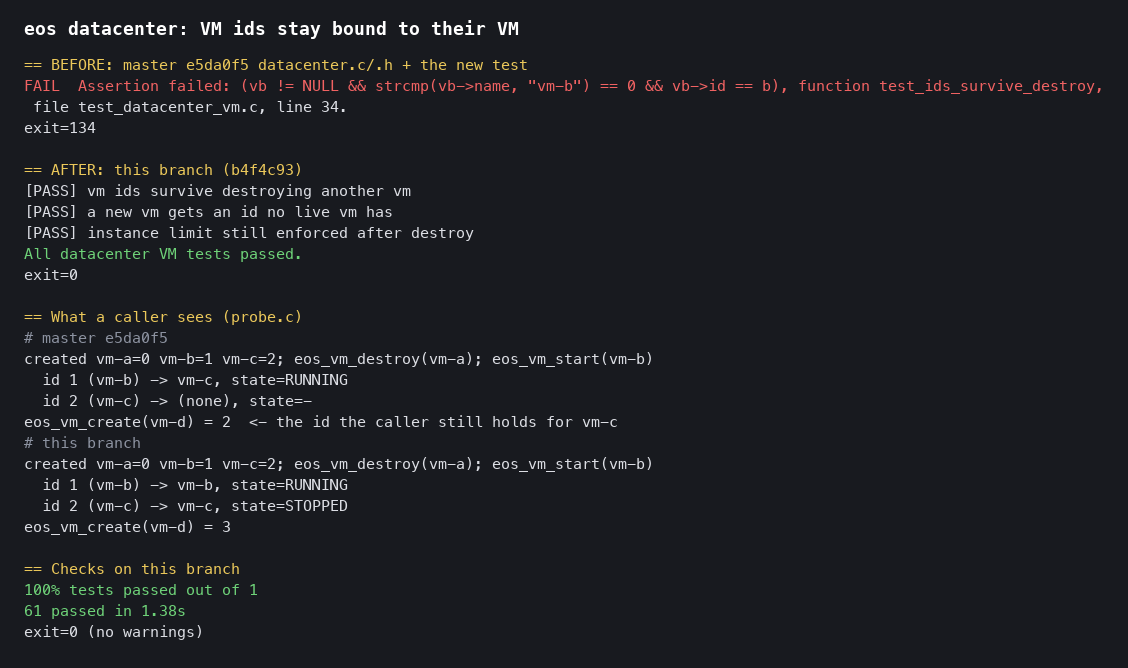 eos datacenter: VM ids stay bound to their VM
== BEFORE: master e5da0f5 datacenter.c/.h + the new test
FAIL  Assertion failed: (vb != NULL && strcmp(vb->name, "vm-b") == 0 && vb->id == b), function test_ids_survive_destroy,
 file test_datacenter_vm.c, line 34.
exit=134
== AFTER: this branch (b4f4c93)
[PASS] vm ids survive destroying another vm
[PASS] a new vm gets an id no live vm has
[PASS] instance limit still enforced after destroy
All datacenter VM tests passed.
exit=0
== What a caller sees (probe.c)
# master e5da0f5
created vm-a=0 vm-b=1 vm-c=2; eos_vm_destroy(vm-a); eos_vm_start(vm-b)
  id 1 (vm-b) -> vm-c, state=RUNNING
  id 2 (vm-c) -> (none), state=-
eos_vm_create(vm-d) = 2  <- the id the caller still holds for vm-c
# this branch
created vm-a=0 vm-b=1 vm-c=2; eos_vm_destroy(vm-a); eos_vm_start(vm-b)
  id 1 (vm-b) -> vm-b, state=RUNNING
  id 2 (vm-c) -> vm-c, state=STOPPED
eos_vm_create(vm-d) = 3
== Checks on this branch
100% tests passed out of 1
61 passed in 1.38s
exit=0 (no warnings)